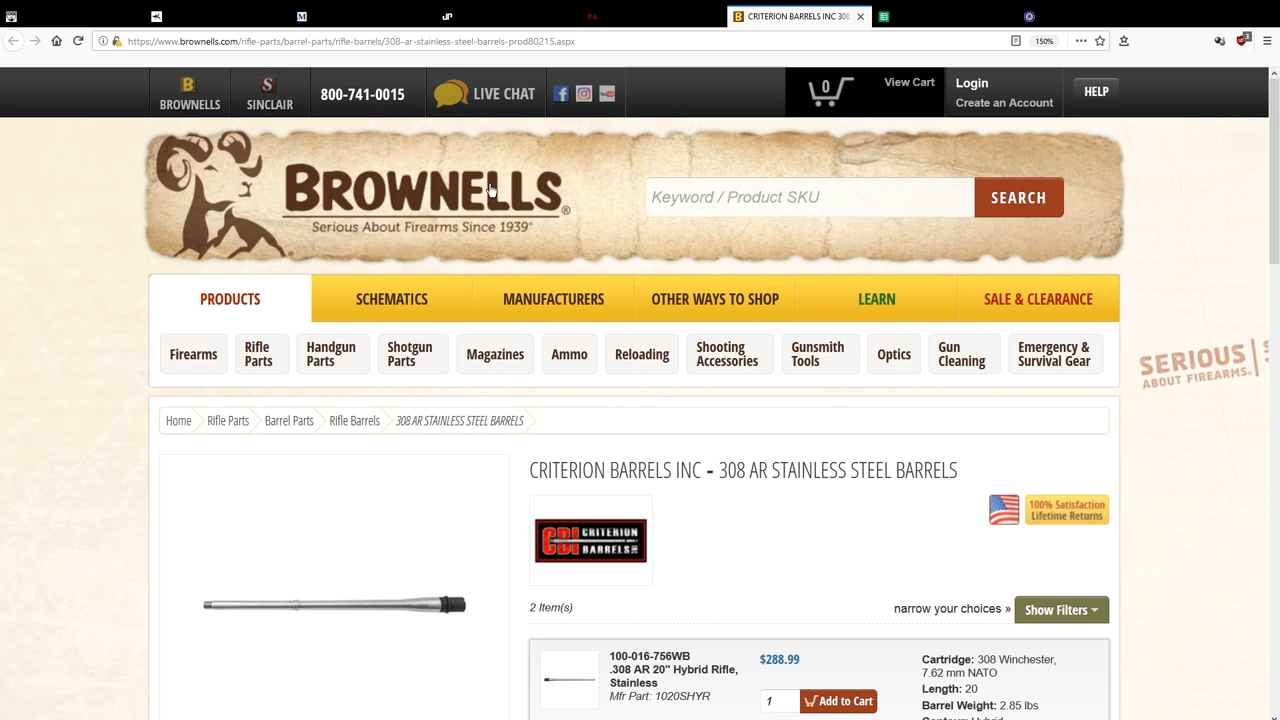 JP
FA
B CRITERION BARRELS INC 308
https://www.brownells.com/rifle-parts/barrel-parts/rifle-barrels/308-ar-stainless-steel-barrels-prod80215.aspx
150%
3
B
BROWNELLS
S
SINCLAIR
800-741-0015
LIVE CHAT
0
View Cart
Login
Create an Account
HELP
BROWNELLS®
Serious About Firearms Since 1939™
Keyword / Product SKU
SEARCH
PRODUCTS
SCHEMATICS
MANUFACTURERS
OTHER WAYS TO SHOP
LEARN
SALE & CLEARANCE
Firearms
Rifle
Parts
Handgun
Parts
Shotgun
Parts
Magazines
Ammo
Reloading
Shooting
Accessories
Gunsmith
Tools
Optics
Gun
Cleaning
Emergency &
Survival Gear
SERIOUS
ABOUT FIREARMS.®
Home
Rifle Parts
Barrel Parts
Rifle Barrels
308 AR STAINLESS STEEL BARRELS
CRITERION BARRELS INC - 308 AR STAINLESS STEEL BARRELS
CBI CRITERION
BARRELS INC
100% Satisfaction
Lifetime Returns
2 Item(s)
narrow your choices »
Show Filters
100-016-756WB
.308 AR 20" Hybrid Rifle,
Stainless
Mfr Part: 1020SHYR
$288.99
1
Add to Cart
Cartridge: 308 Winchester,
7.62 mm NATO
Length: 20
Barrel Weight: 2.85 lbs